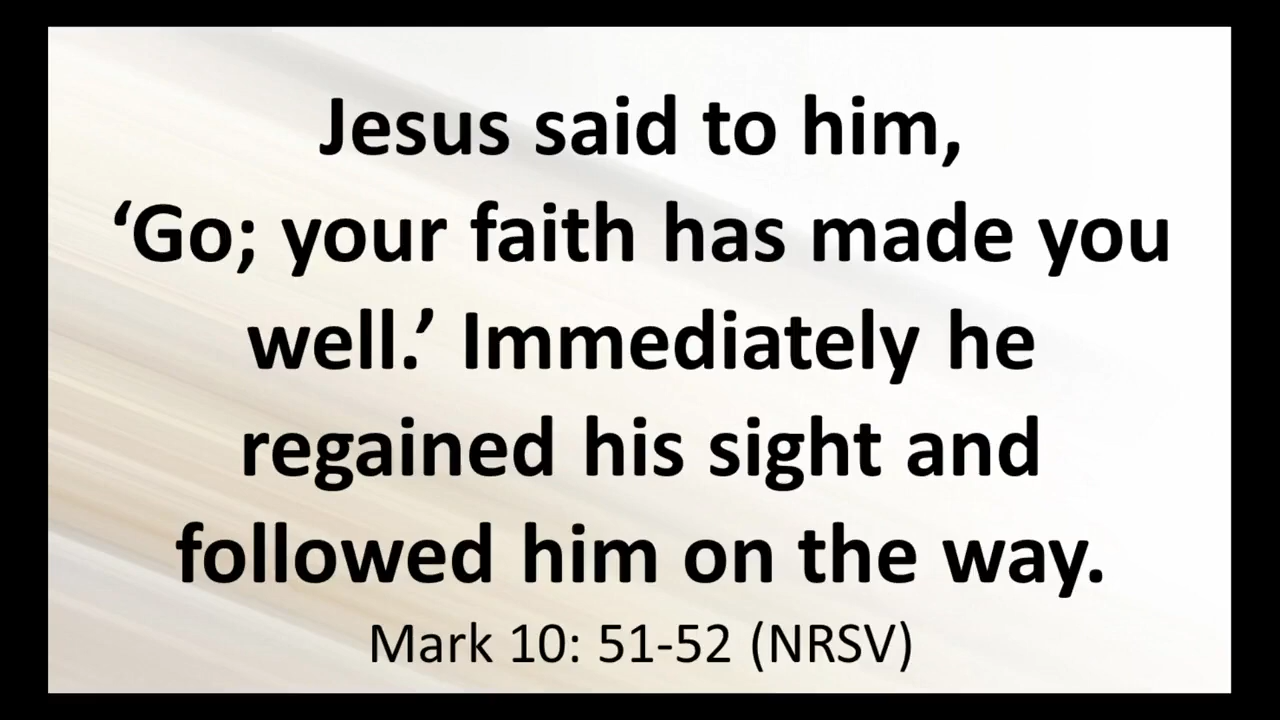 Jesus said to him,
‘Go; your faith has made you
well.’ Immediately he
regained his sight and
followed him on the way.
Mark 10: 51-52 (NRSV)